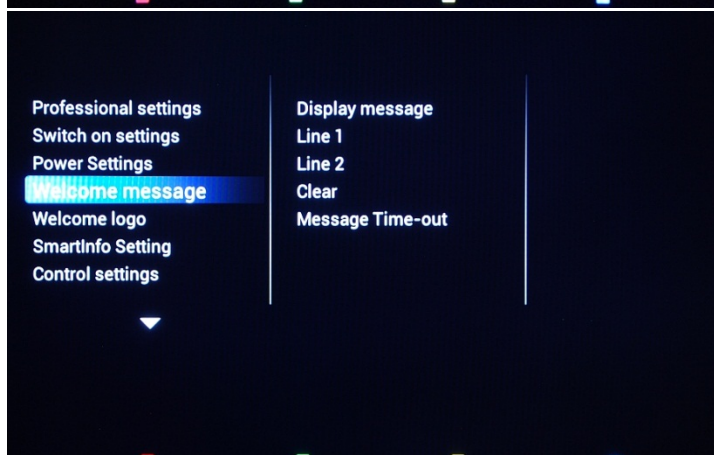 Professional settings
Switch on settings
Power Settings
Welcome message
Welcome logo
SmartInfo Setting
Control settings
Display message
Line 1
Line 2
Clear
Message Time-out